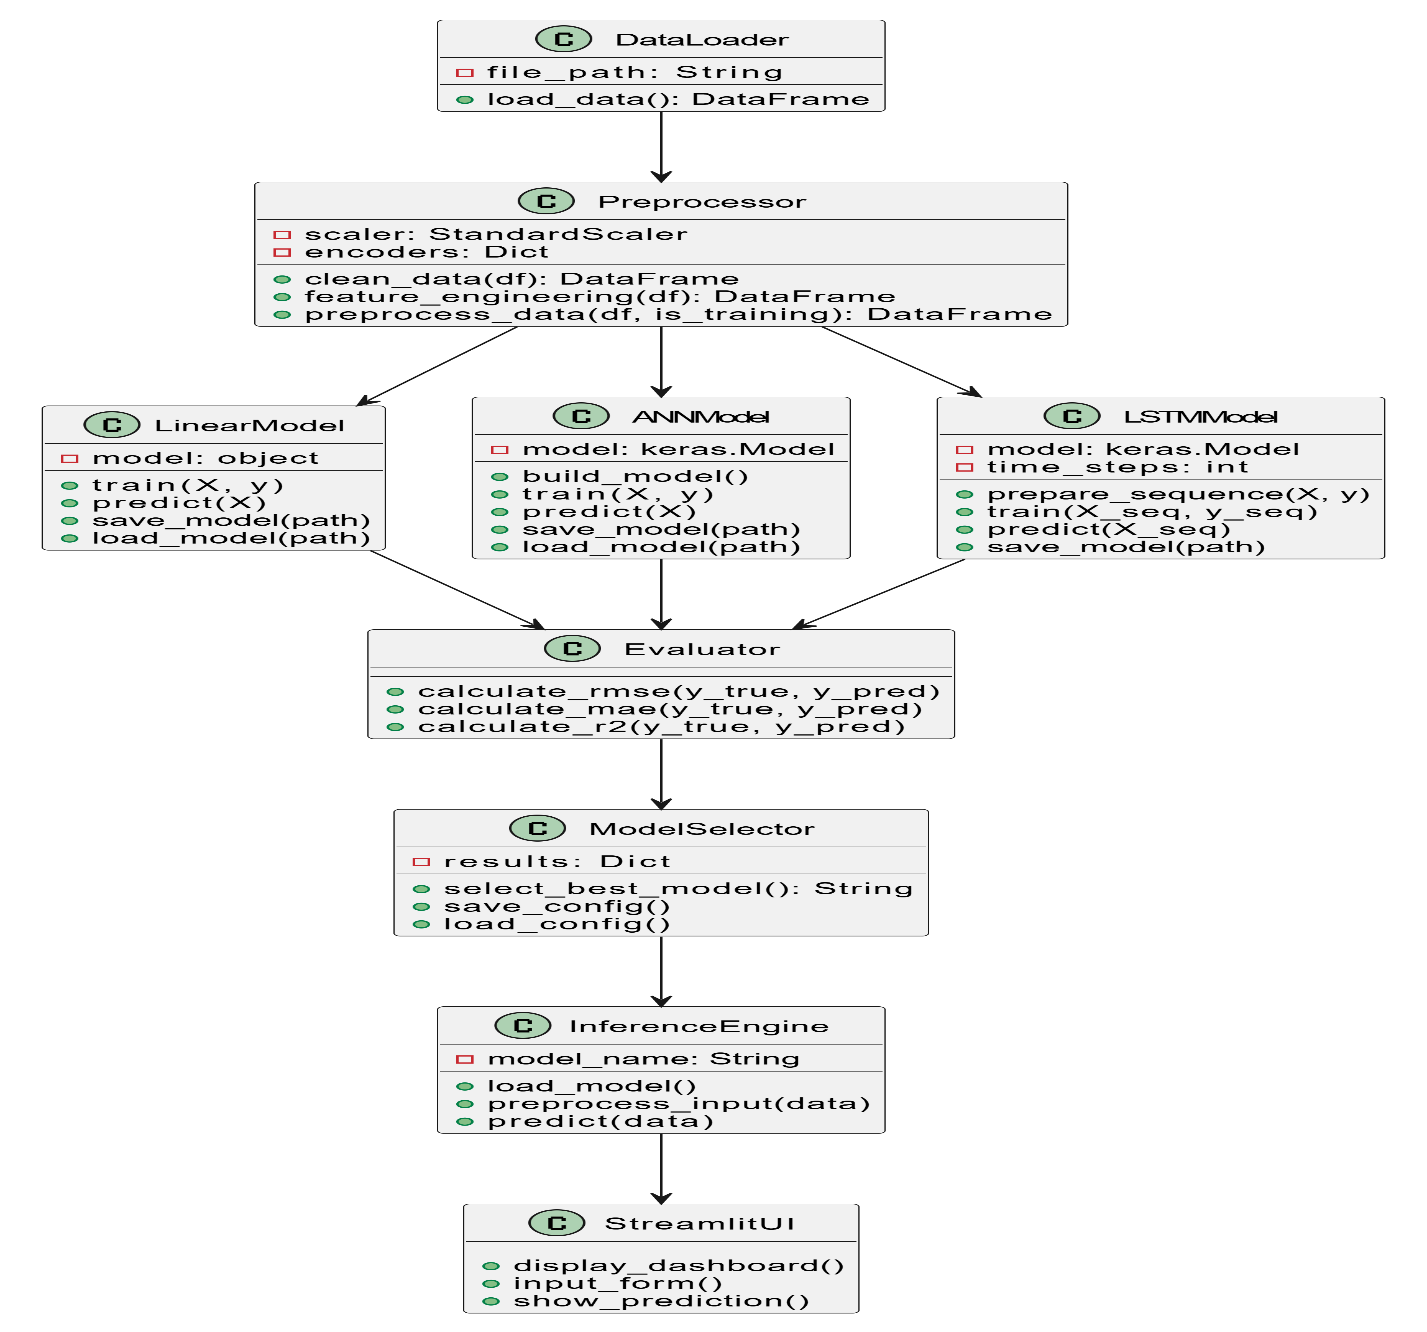 C DataLoader
file_path: String
load_data(): DataFrame
C Preprocessor
scaler: StandardScaler
encoders: Dict
clean_data(df): DataFrame
feature_engineering(df): DataFrame
preprocess_data(df, is_training): DataFrame
C LinearModel
model: object
train(X, y)
predict(X)
save_model(path)
load_model(path)
C ANNModel
model: keras.Model
build_model()
train(X, y)
predict(X)
save_model(path)
load_model(path)
C LSTMModel
model: keras.Model
time_steps: int
prepare_sequence(X, y)
train(X_seq, y_seq)
predict(X_seq)
save_model(path)
C Evaluator
calculate_rmse(y_true, y_pred)
calculate_mae(y_true, y_pred)
calculate_r2(y_true, y_pred)
C ModelSelector
results: Dict
select_best_model(): String
save_config()
load_config()
C InferenceEngine
model_name: String
load_model()
preprocess_input(data)
predict(data)
C StreamlitUI
display_dashboard()
input_form()
show_prediction()